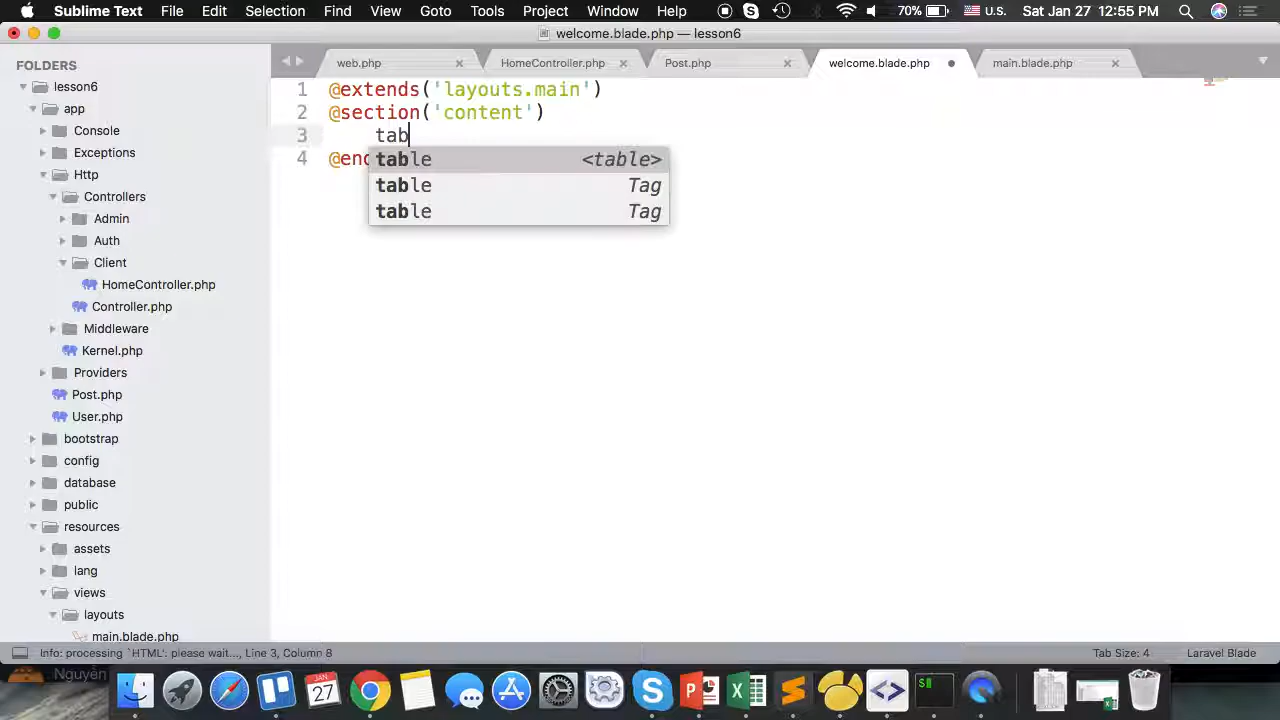 Sublime Text File Edit Selection Find View Goto Tools Project Window Help 70% U.S. Sat Jan 27 12:55 PM
welcome.blade.php — lesson6
FOLDERS
web.php HomeController.php Post.php welcome.blade.php main.blade.php
lesson6
app
Console
Exceptions
Http
Controllers
Admin
Auth
Client
HomeController.php
Controller.php
Middleware
Kernel.php
Providers
Post.php
User.php
bootstrap
config
database
public
resources
assets
lang
views
layouts
main.blade.php
1 @extends('layouts.main')
2 @section('content')
3 tab
4 @end
table <table>
table Tag
table Tag
Info: processing `HTML': please wait..., Line 3, Column 8 Tab Size: 4 Laravel Blade
Nguyễn
JAN
27